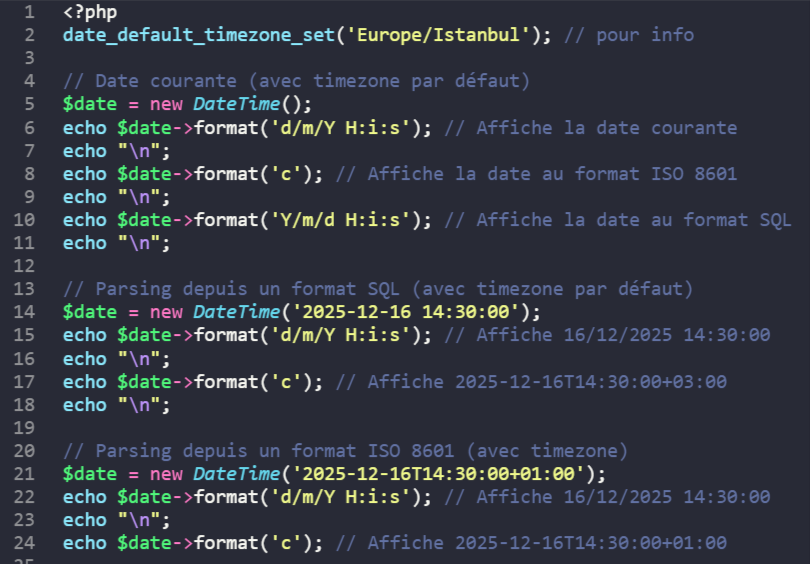 1 <?php
2 date_default_timezone_set('Europe/Istanbul'); // pour info
3
4 // Date courante (avec timezone par défaut)
5 $date = new DateTime();
6 echo $date->format('d/m/Y H:i:s'); // Affiche la date courante
7 echo "\n";
8 echo $date->format('c'); // Affiche la date au format ISO 8601
9 echo "\n";
10 echo $date->format('Y/m/d H:i:s'); // Affiche la date au format SQL
11 echo "\n";
12
13 // Parsing depuis un format SQL (avec timezone par défaut)
14 $date = new DateTime('2025-12-16 14:30:00');
15 echo $date->format('d/m/Y H:i:s'); // Affiche 16/12/2025 14:30:00
16 echo "\n";
17 echo $date->format('c'); // Affiche 2025-12-16T14:30:00+03:00
18 echo "\n";
19
20 // Parsing depuis un format ISO 8601 (avec timezone)
21 $date = new DateTime('2025-12-16T14:30:00+01:00');
22 echo $date->format('d/m/Y H:i:s'); // Affiche 16/12/2025 14:30:00
23 echo "\n";
24 echo $date->format('c'); // Affiche 2025-12-16T14:30:00+01:00